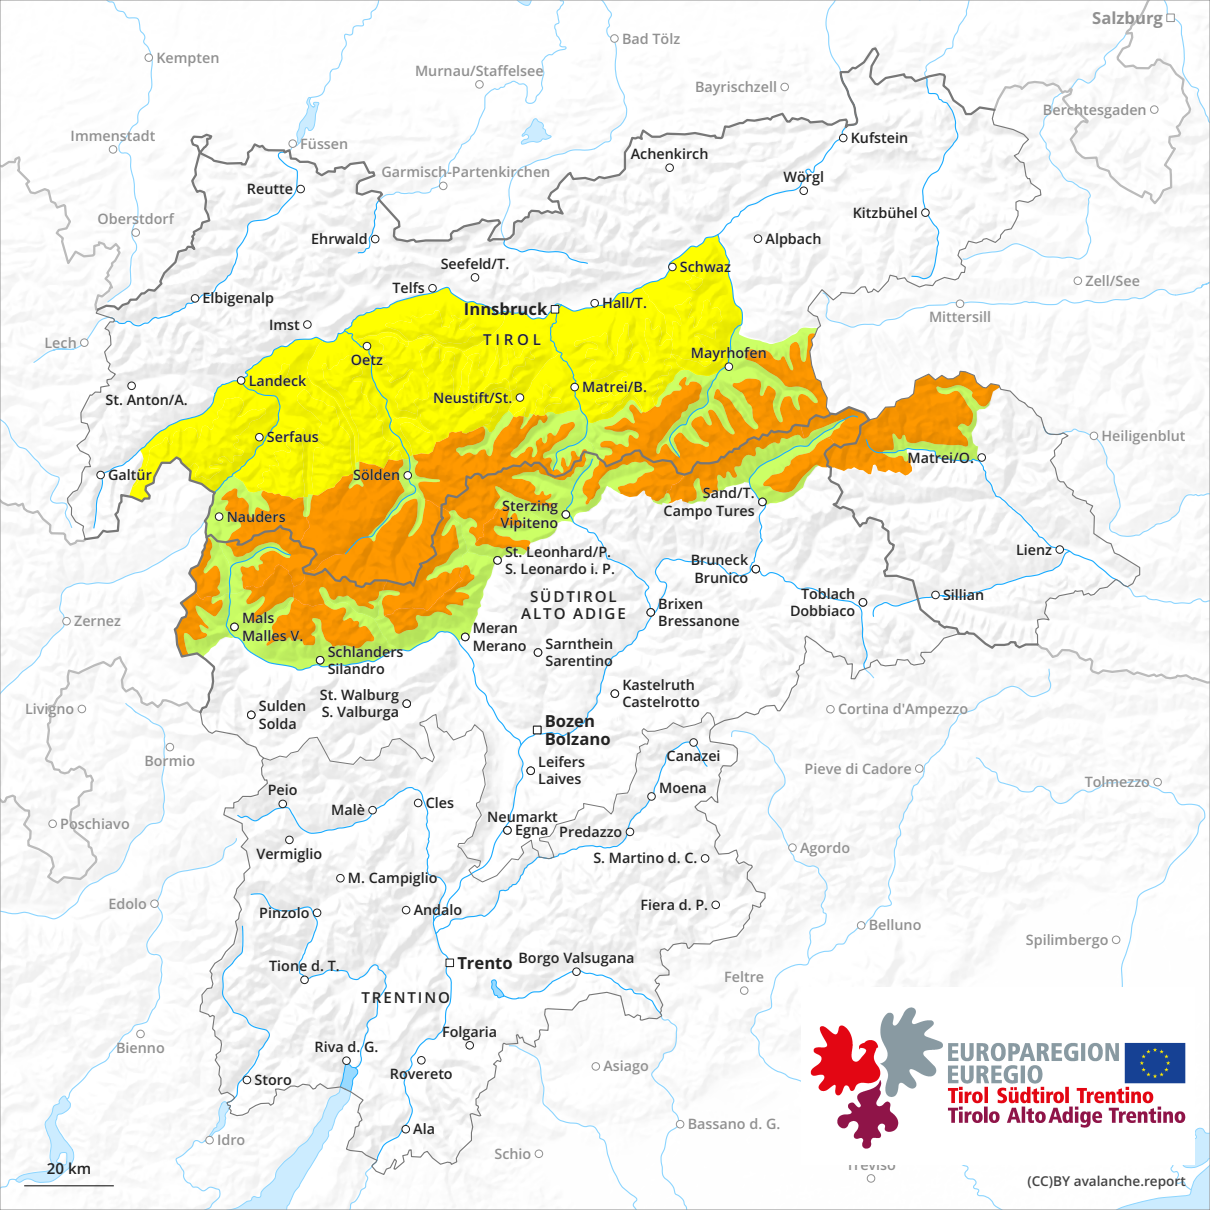 Salzburg
Bad Tölz
Kempten
Murnau/Staffelsee
Bayrischzell
Berchtesgaden
Immenstadt
Füssen
Kufstein
Achenkirch
Garmisch-Partenkirchen
Wörgl
Reutte
Kitzbühel
Oberstdorf
Ehrwald
Alpbach
Seefeld/T.
Schwaz
Zell/See
Telfs
Elbigenalp
Hall/T.
Innsbruck
Mittersill
Imst
TIROL
Lech
Mayrhofen
Oetz
Landeck
Matrei/B.
St. Anton/A.
Neustift/St.
Serfaus
Heiligenblut
Matrei/O.
Galtür
Sölden
Sand/T.
Campo Tures
Sterzing
Vipiteno
Nauders
St. Leonhard/P.
S. Leonardo i. P.
Lienz
Bruneck
Brunico
SÜDTIROL
ALTO ADIGE
Toblach
Dobbiaco
Sillian
Brixen
Bressanone
Zernez
Mals
Malles V.
Meran
Merano
Sarnthein
Sarentino
Schlanders
Silandro
Kastelruth
Castelrotto
St. Walburg
S. Valburga
Sulden
Solda
Livigno
Cortina d'Ampezzo
Bozen
Bolzano
Canazei
Bormio
Leifers
Laives
Pieve di Cadore
Tolmezzo
Peio
Moena
Malè
Cles
Neumarkt
Egna
Predazzo
Poschiavo
Vermiglio
S. Martino d. C.
Agordo
M. Campiglio
Edolo
Pinzolo
Andalo
Fiera d. P.
Belluno
Spilimbergo
Trento
Borgo Valsugana
Tione d. T.
Feltre
TRENTINO
Folgaria
Bienno
Riva d. G.
Rovereto
Asiago
Storo
EUROPAREGION
EUREGIO
Tirol Südtirol Trentino
Tirolo Alto Adige Trentino
Ala
Bassano d. G.
Idro
Schio
Treviso
20 km
(CC)BY avalanche.report